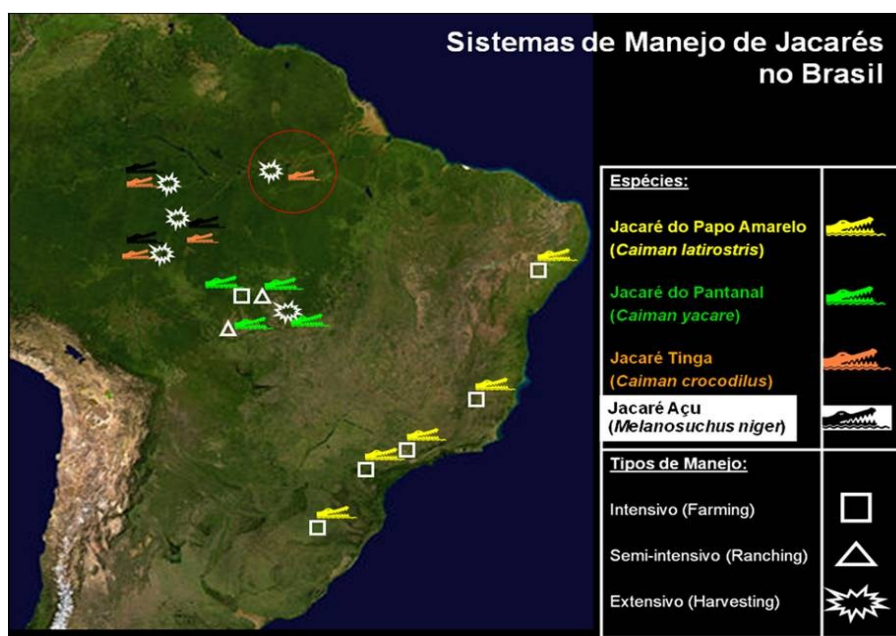 Sistemas de Manejo de Jacarés
no Brasil
Espécies:
Jacaré do Papo Amarelo
(Caiman latirostris)
Jacaré do Pantanal
(Caiman yacare)
Jacaré Tinga
(Caiman crocodilus)
Jacaré Açu
(Melanosuchus niger)
Tipos de Manejo:
Intensivo (Farming)
Semi-intensivo (Ranching)
Extensivo (Harvesting)